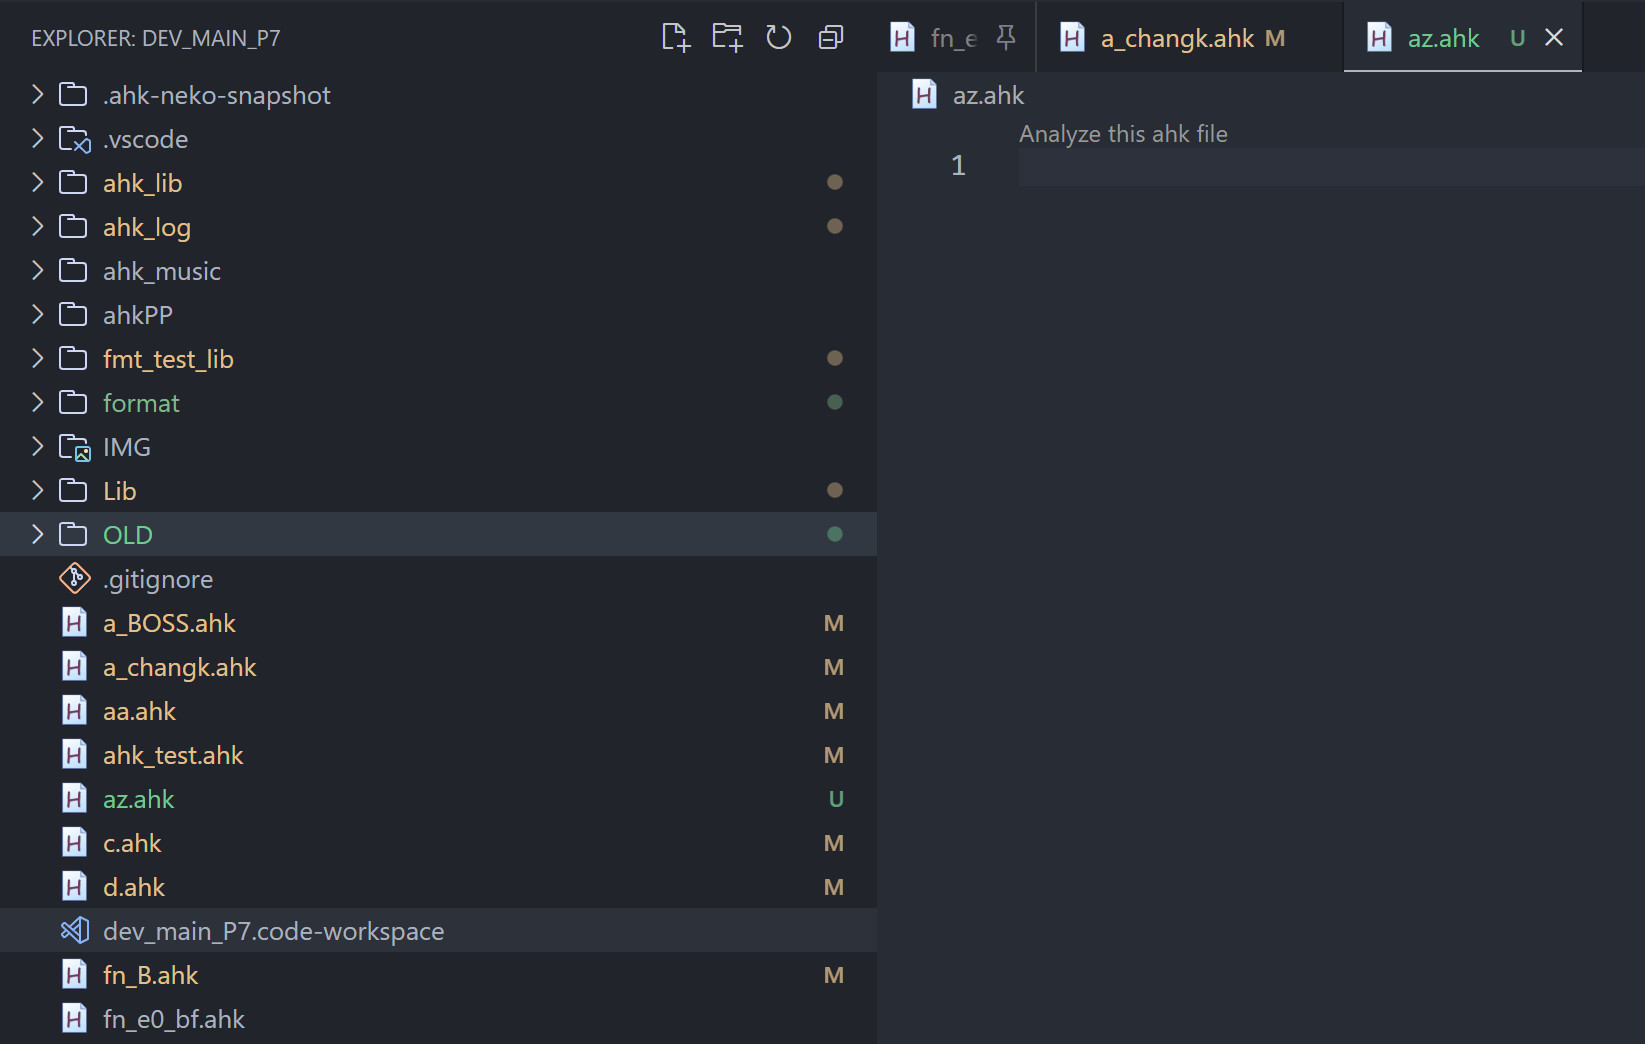 EXPLORER: DEV_MAIN_P7
.ahk-neko-snapshot
.vscode
ahk_lib
ahk_log
ahk_music
ahkPP
fmt_test_lib
format
IMG
Lib
OLD
.gitignore
a_BOSS.ahk M
a_changk.ahk M
aa.ahk M
ahk_test.ahk M
az.ahk U
c.ahk M
d.ahk M
dev_main_P7.code-workspace
fn_B.ahk M
fn_e0_bf.ahk
fn_e a_changk.ahk M az.ahk U
az.ahk
Analyze this ahk file
1